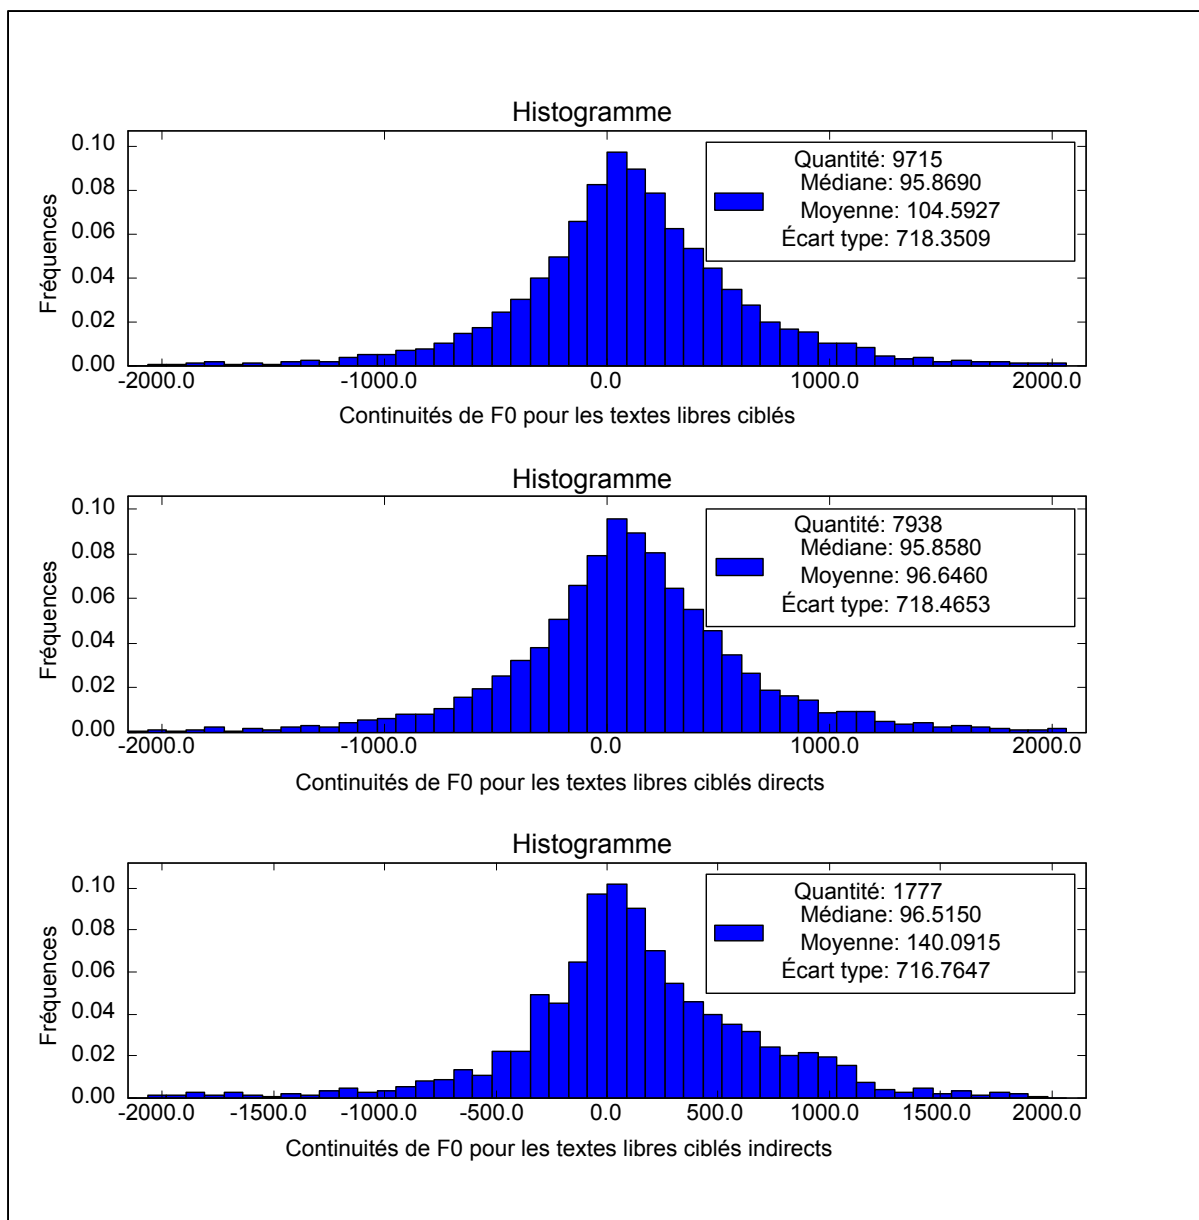 Histogramme
Fréquences
0.10
0.08
0.06
0.04
0.02
0.00
Quantité: 9715
Médiane: 95.8690
Moyenne: 104.5927
Écart type: 718.3509
-2000.0 -1000.0 0.0 1000.0 2000.0
Continuités de F0 pour les textes libres ciblés
Histogramme
Fréquences
0.10
0.08
0.06
0.04
0.02
0.00
Quantité: 7938
Médiane: 95.8580
Moyenne: 96.6460
Écart type: 718.4653
-2000.0 -1000.0 0.0 1000.0 2000.0
Continuités de F0 pour les textes libres ciblés directs
Histogramme
Fréquences
0.10
0.08
0.06
0.04
0.02
0.00
Quantité: 1777
Médiane: 96.5150
Moyenne: 140.0915
Écart type: 716.7647
-2000.0 -1500.0 -1000.0 -500.0 0.0 500.0 1000.0 1500.0 2000.0
Continuités de F0 pour les textes libres ciblés indirects